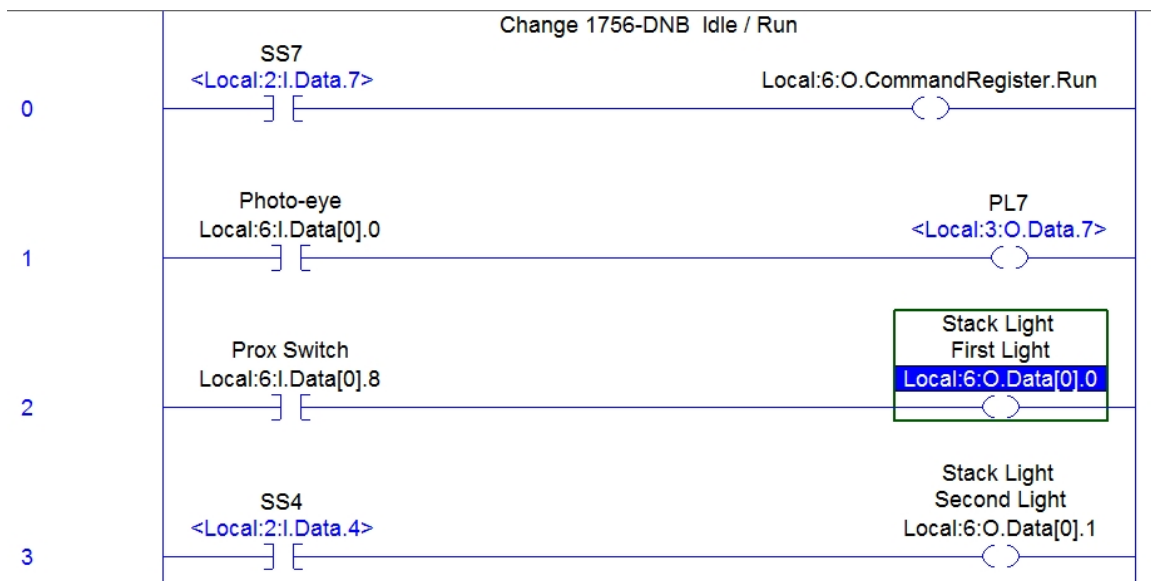 Change 1756-DNB Idle / Run
SS7
<Local:2:I.Data.7>
Local:6:O.CommandRegister.Run
0
Photo-eye
Local:6:I.Data[0].0
PL7
<Local:3:O.Data.7>
1
Prox Switch
Local:6:I.Data[0].8
Stack Light
First Light
Local:6:O.Data[0].0
2
SS4
<Local:2:I.Data.4>
Stack Light
Second Light
Local:6:O.Data[0].1
3